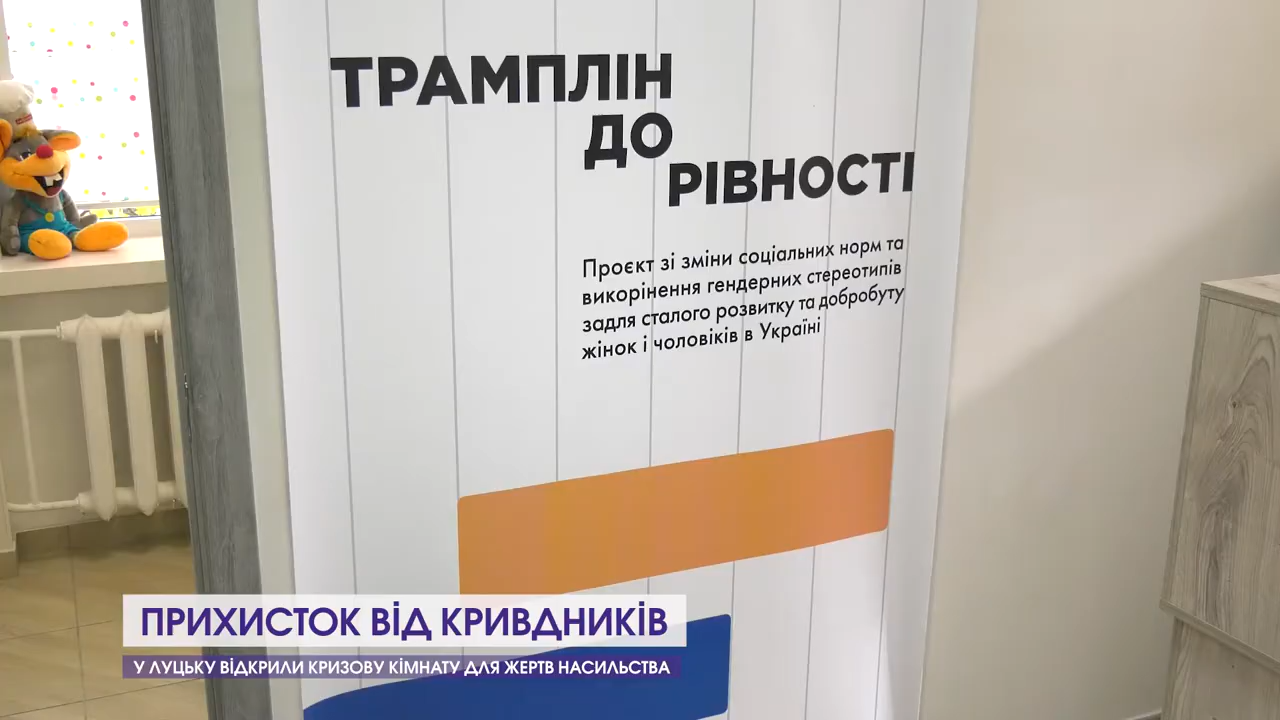 ТРАМПЛІН
ДО
РІВНОСТІ
Проєкт зі зміни соціальних норм та
викорінення гендерних стереотипів
задля сталого розвитку та добробуту
жінок і чоловіків в Україні
ПРИХИСТОК ВІД КРИВДНИКІВ
У ЛУЦЬКУ ВІДКРИЛИ КРИЗОВУ КІМНАТУ ДЛЯ ЖЕРТВ НАСИЛЬСТВА